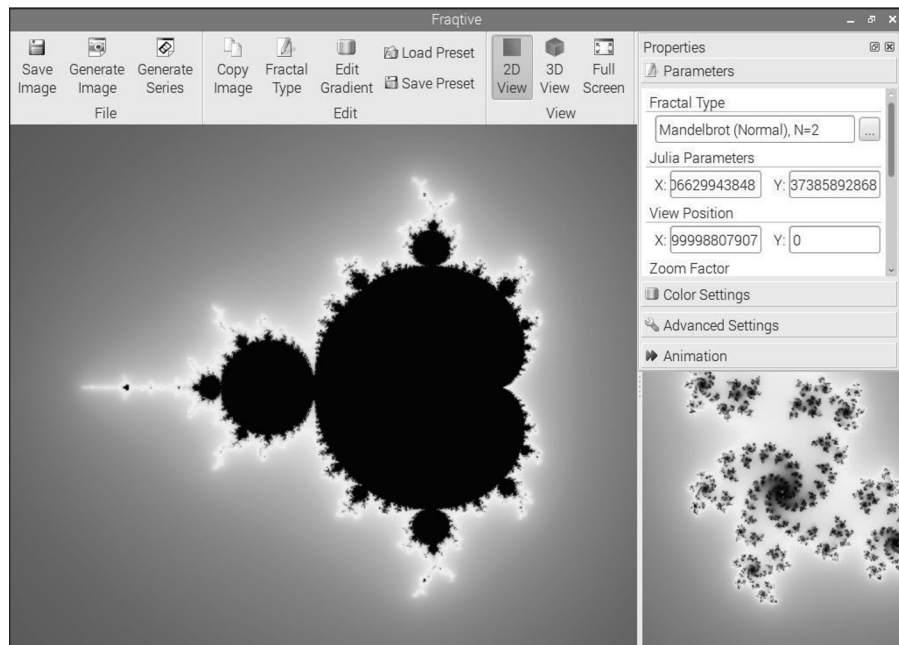 Fraqtive
Save Image
Generate Image
Generate Series
File
Copy Image
Fractal Type
Edit Gradient
Load Preset
Save Preset
Edit
2D View
3D View
Full Screen
View
Properties
Parameters
Fractal Type
Mandelbrot (Normal), N=2
...
Julia Parameters
X: 06629943848 Y: 37385892868
View Position
X: 99998807907 Y: 0
Zoom Factor
Color Settings
Advanced Settings
Animation